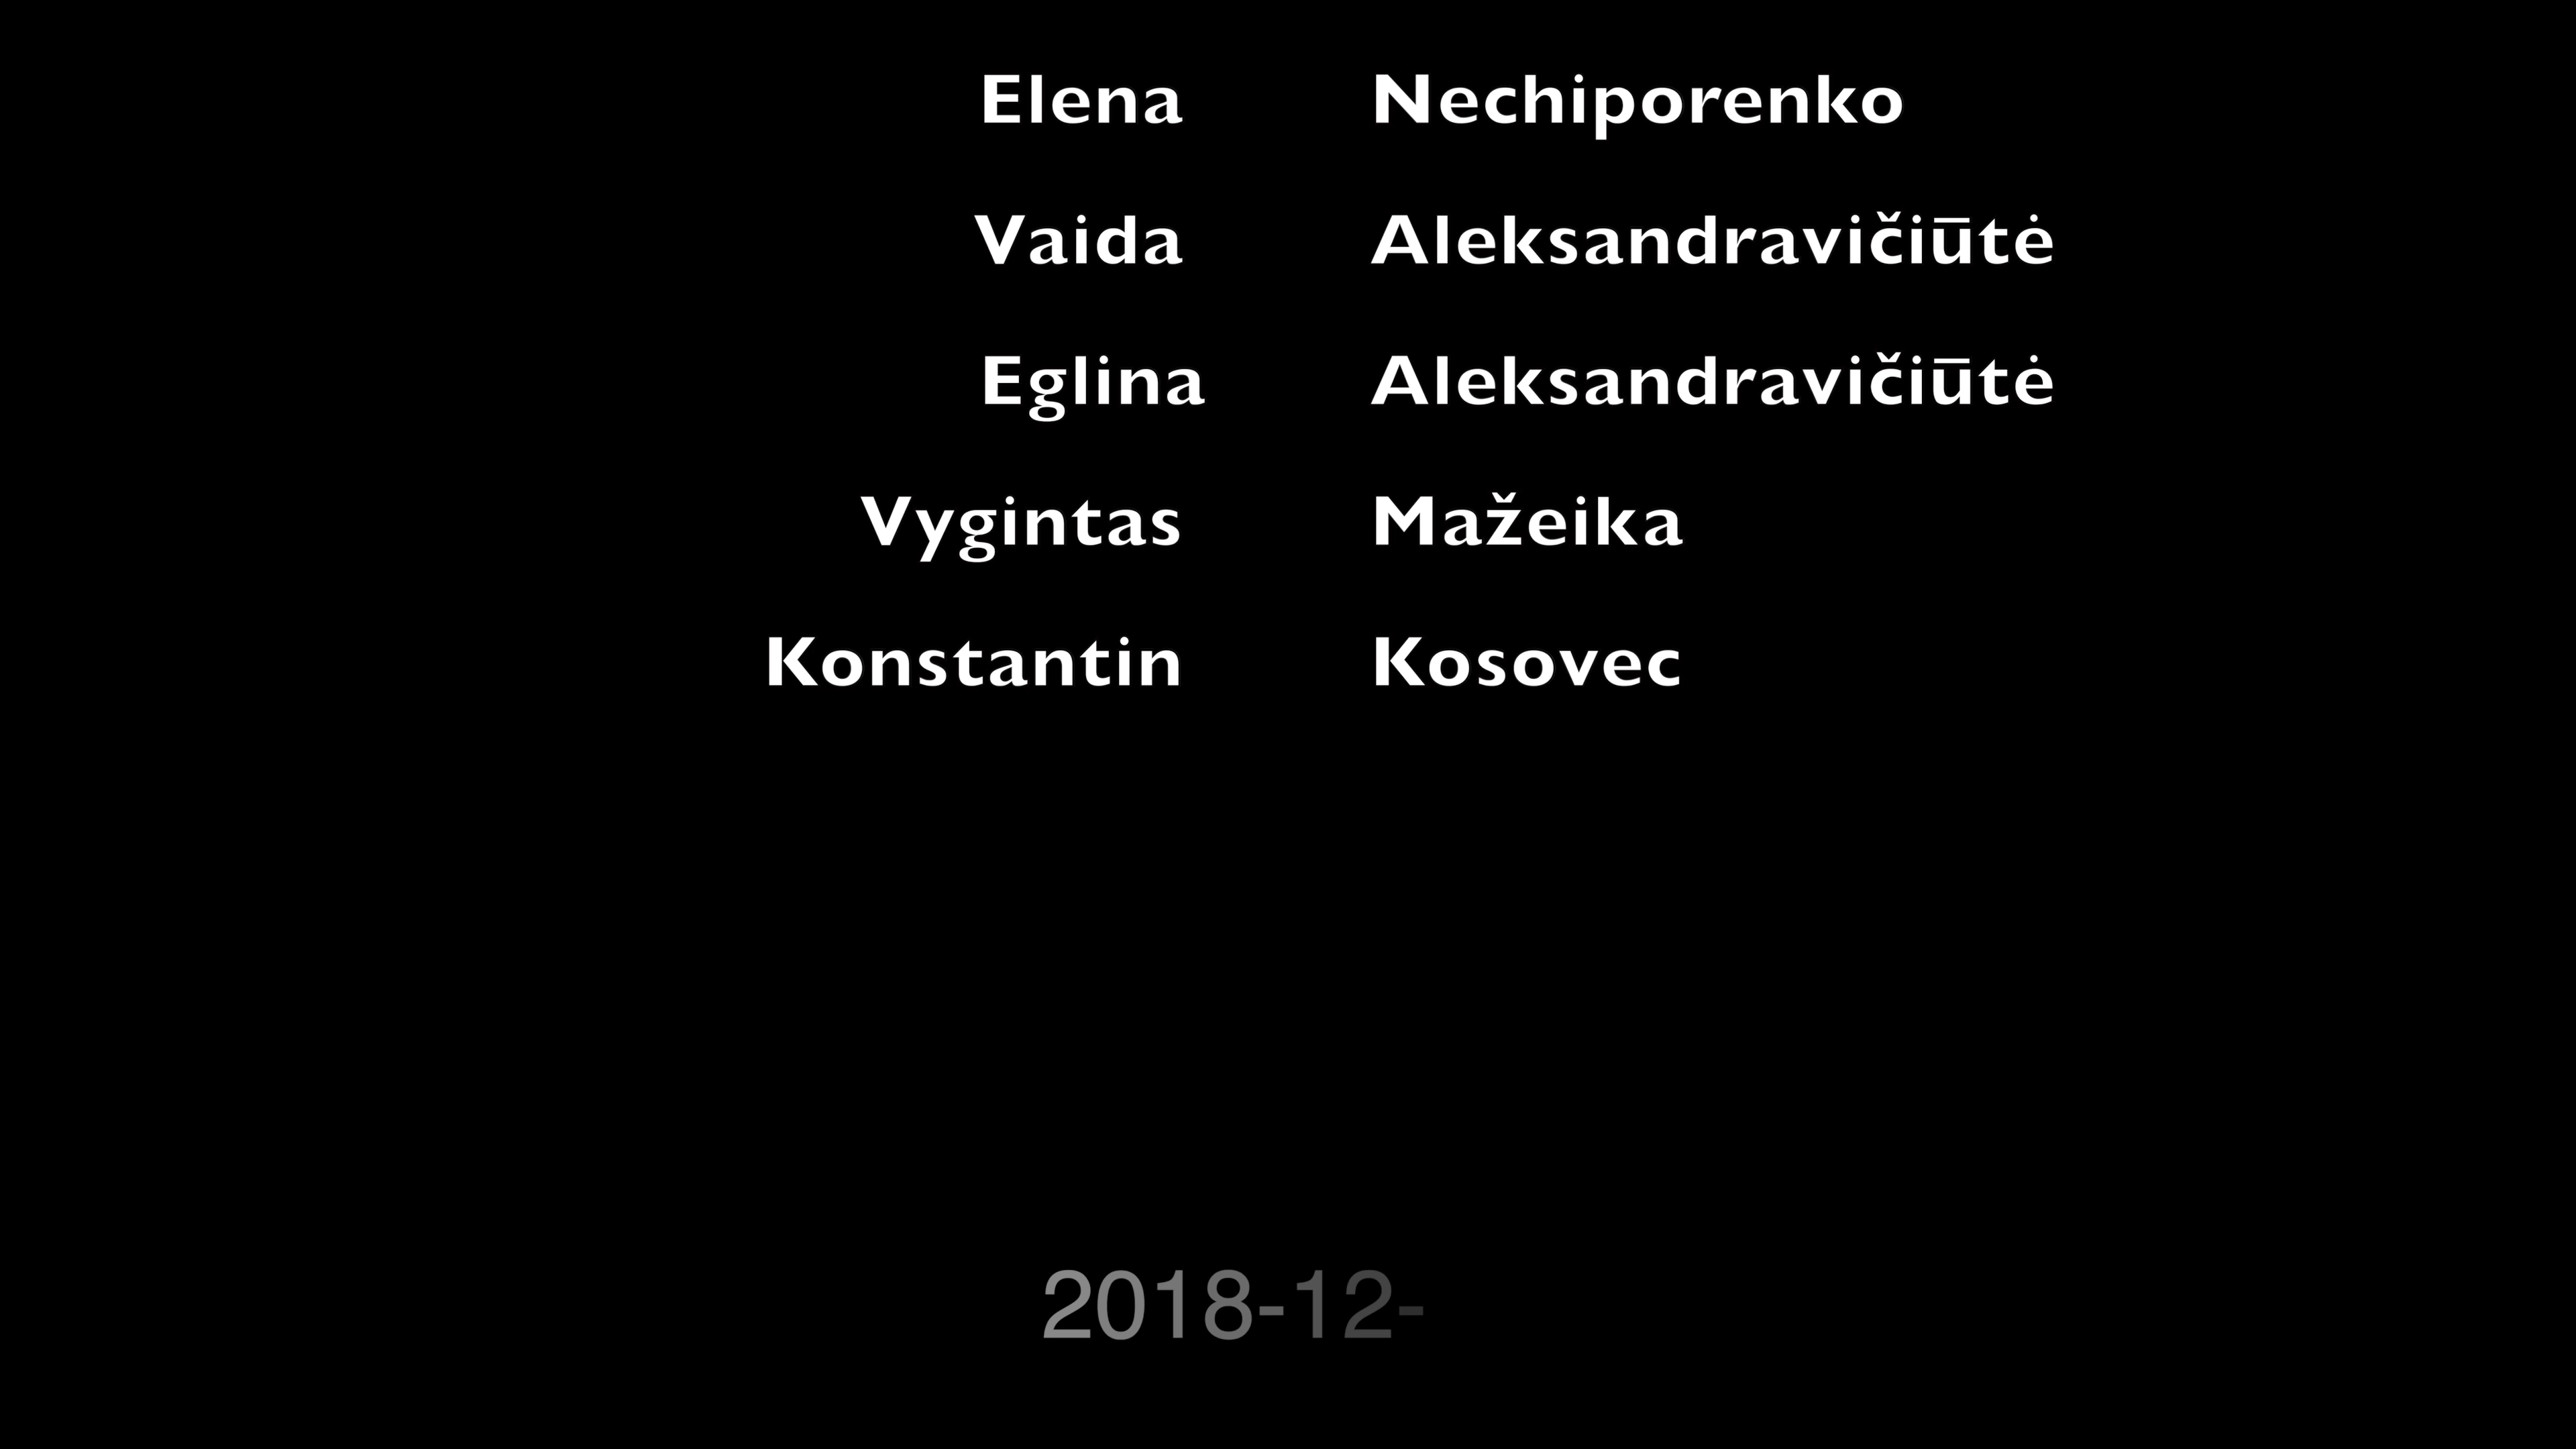 Elena Nechiporenko
Vaida Aleksandravičiūtė
Eglina Aleksandravičiūtė
Vygintas Mažeika
Konstantin Kosovec
2018-12-